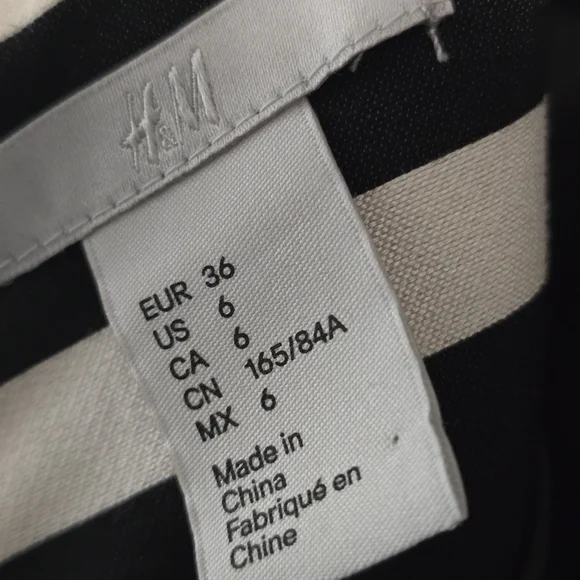 H&M
EUR 36
US 6
CA 6
CN 165/84A
MX 6
Made in
China
Fabriqué en
Chine